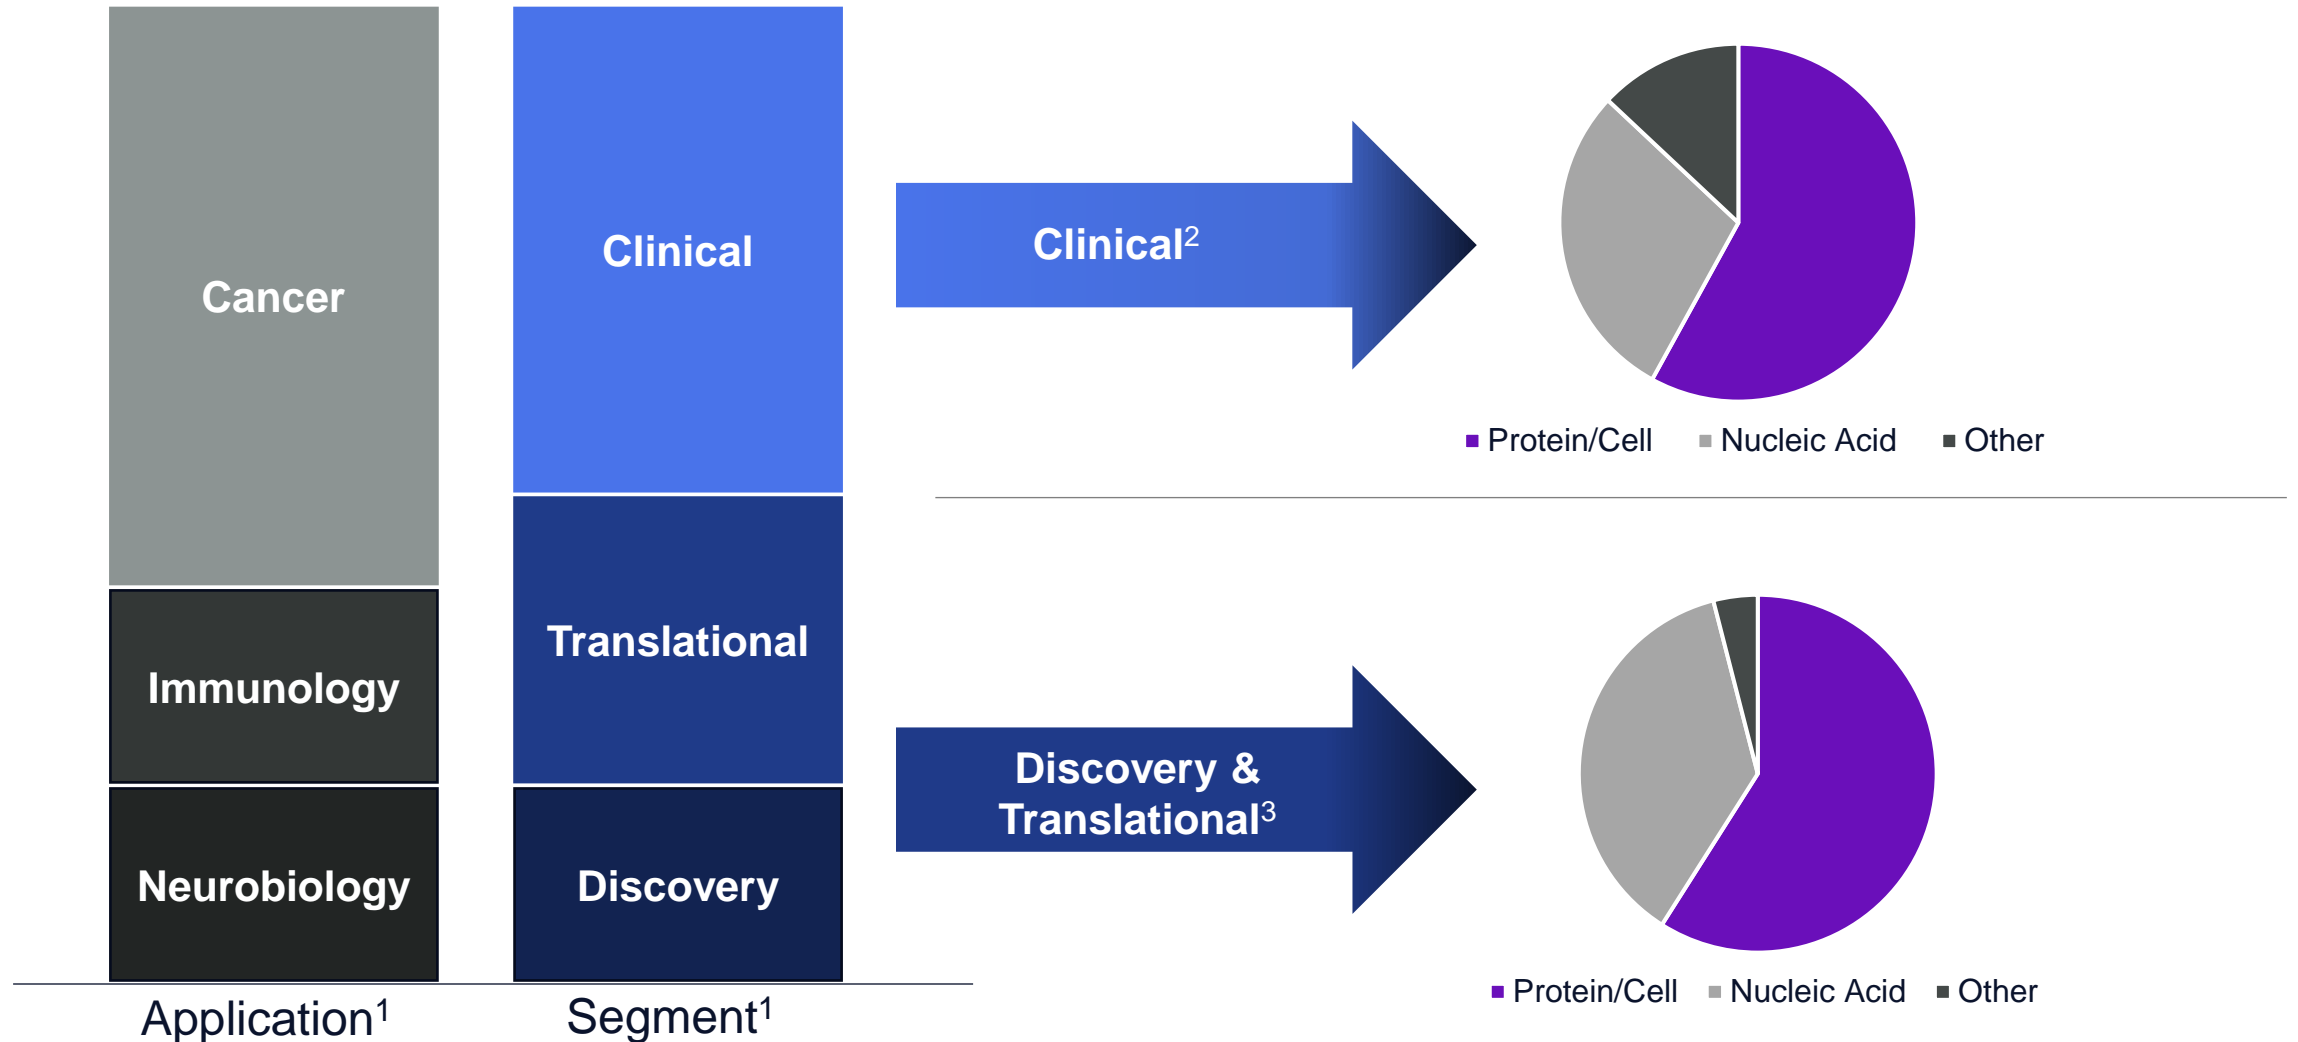 Cancer
Immunology
Neurobiology
Application¹
Clinical
Translational
Discovery
Segment¹
Clinical²
Protein/Cell Nucleic Acid Other
Discovery &
Translational³
Protein/Cell Nucleic Acid Other